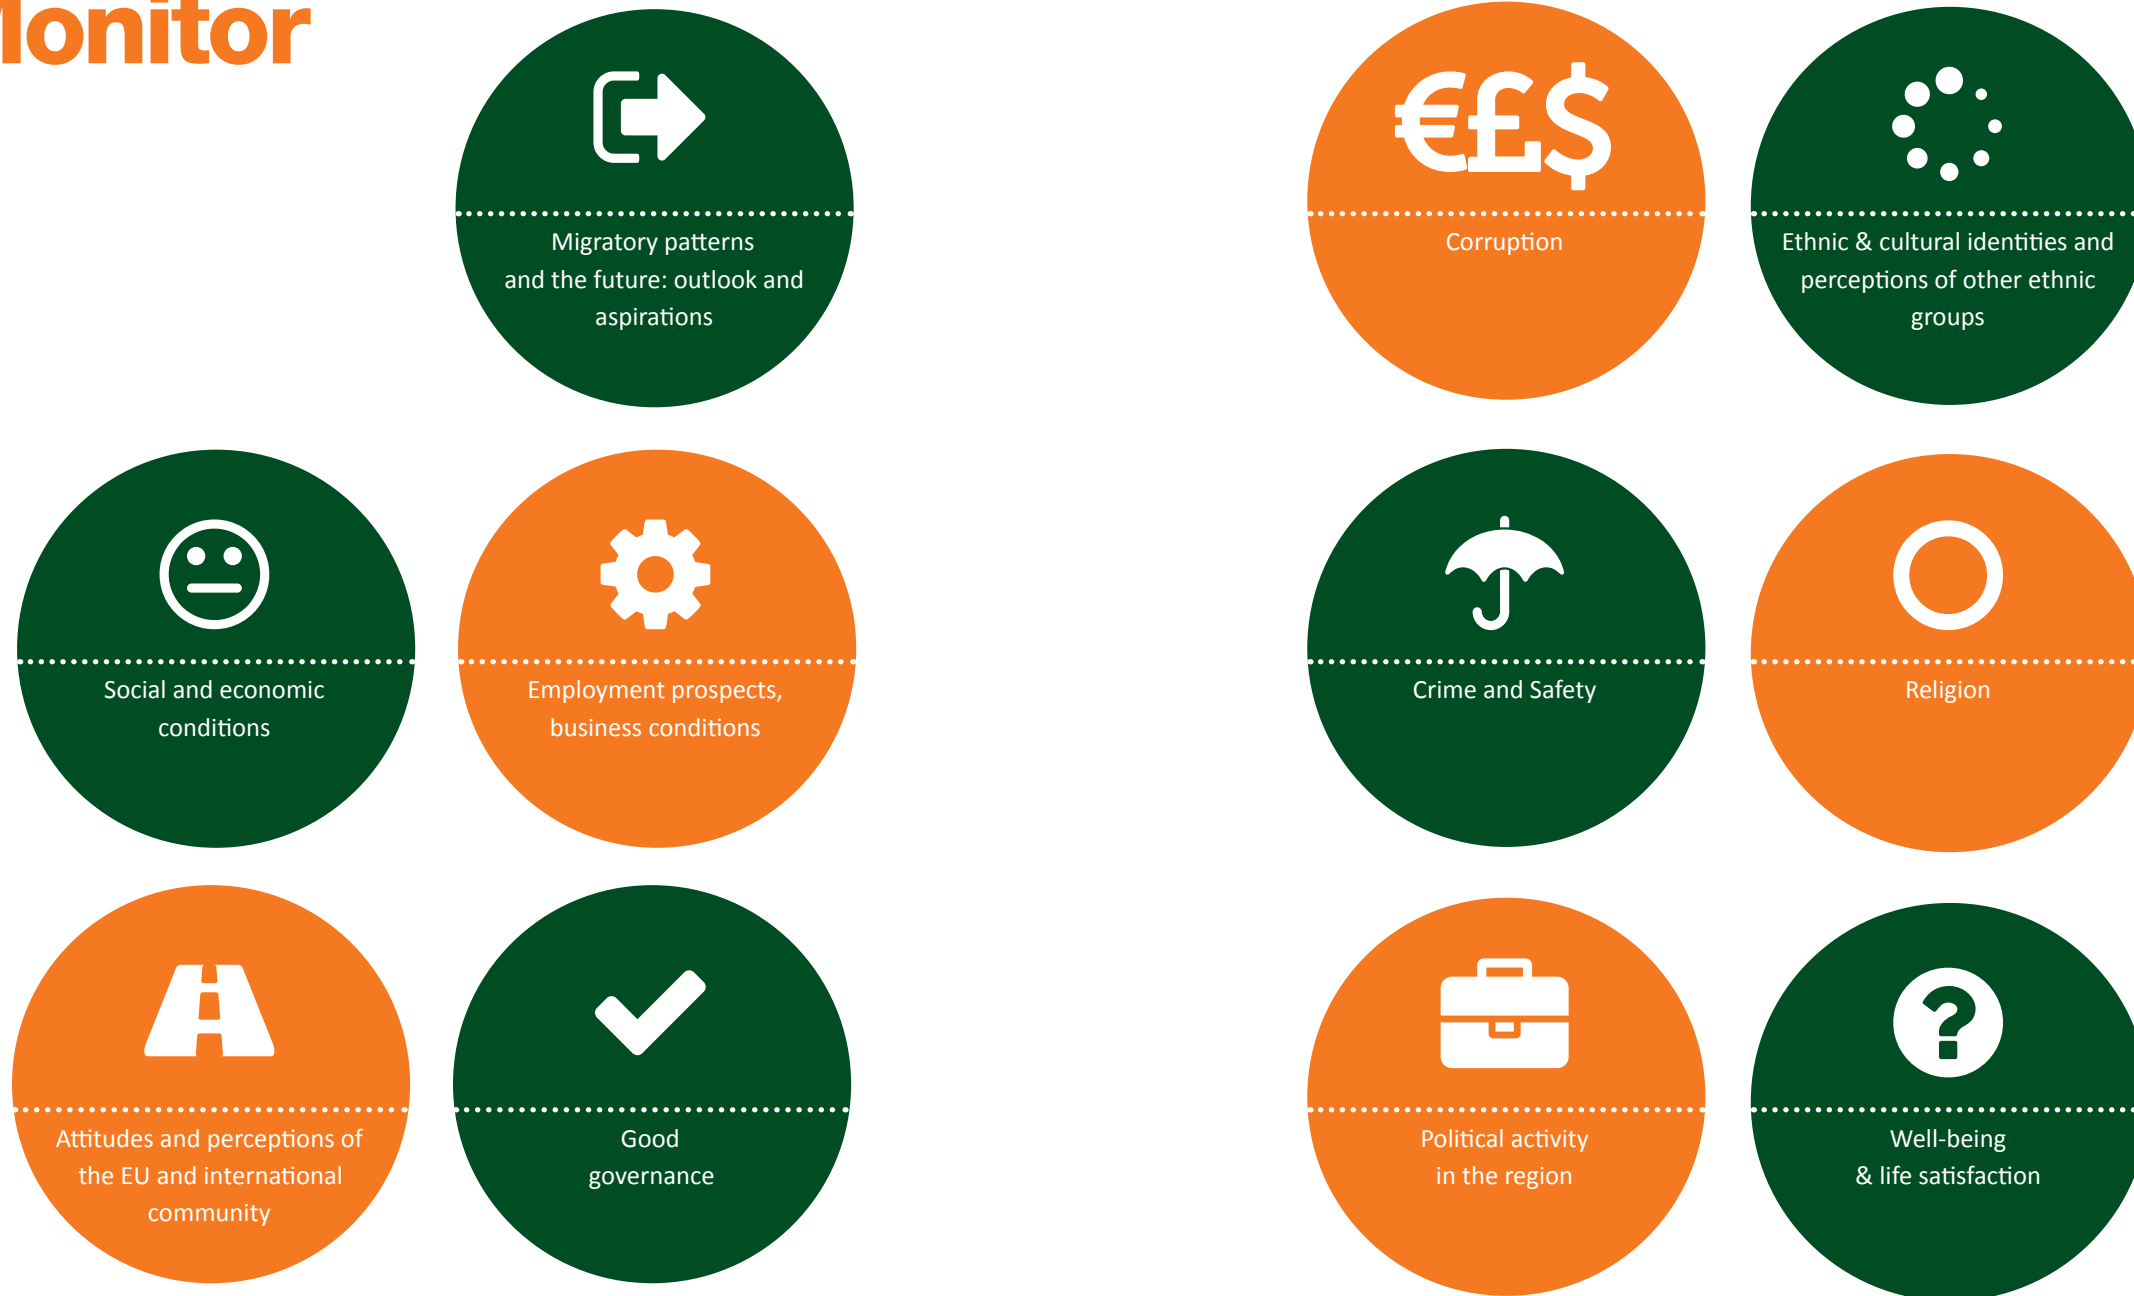 Monitor
Migratory patterns
and the future: outlook and
aspirations
€£$
Corruption
Ethnic & cultural identities and
perceptions of other ethnic
groups
Social and economic
conditions
Employment prospects,
business conditions
Crime and Safety
Religion
Attitudes and perceptions of
the EU and international
community
Good
governance
Political activity
in the region
?
Well-being
& life satisfaction